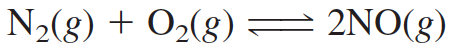 N₂(g) + O₂(g) ⇌ 2NO(g)